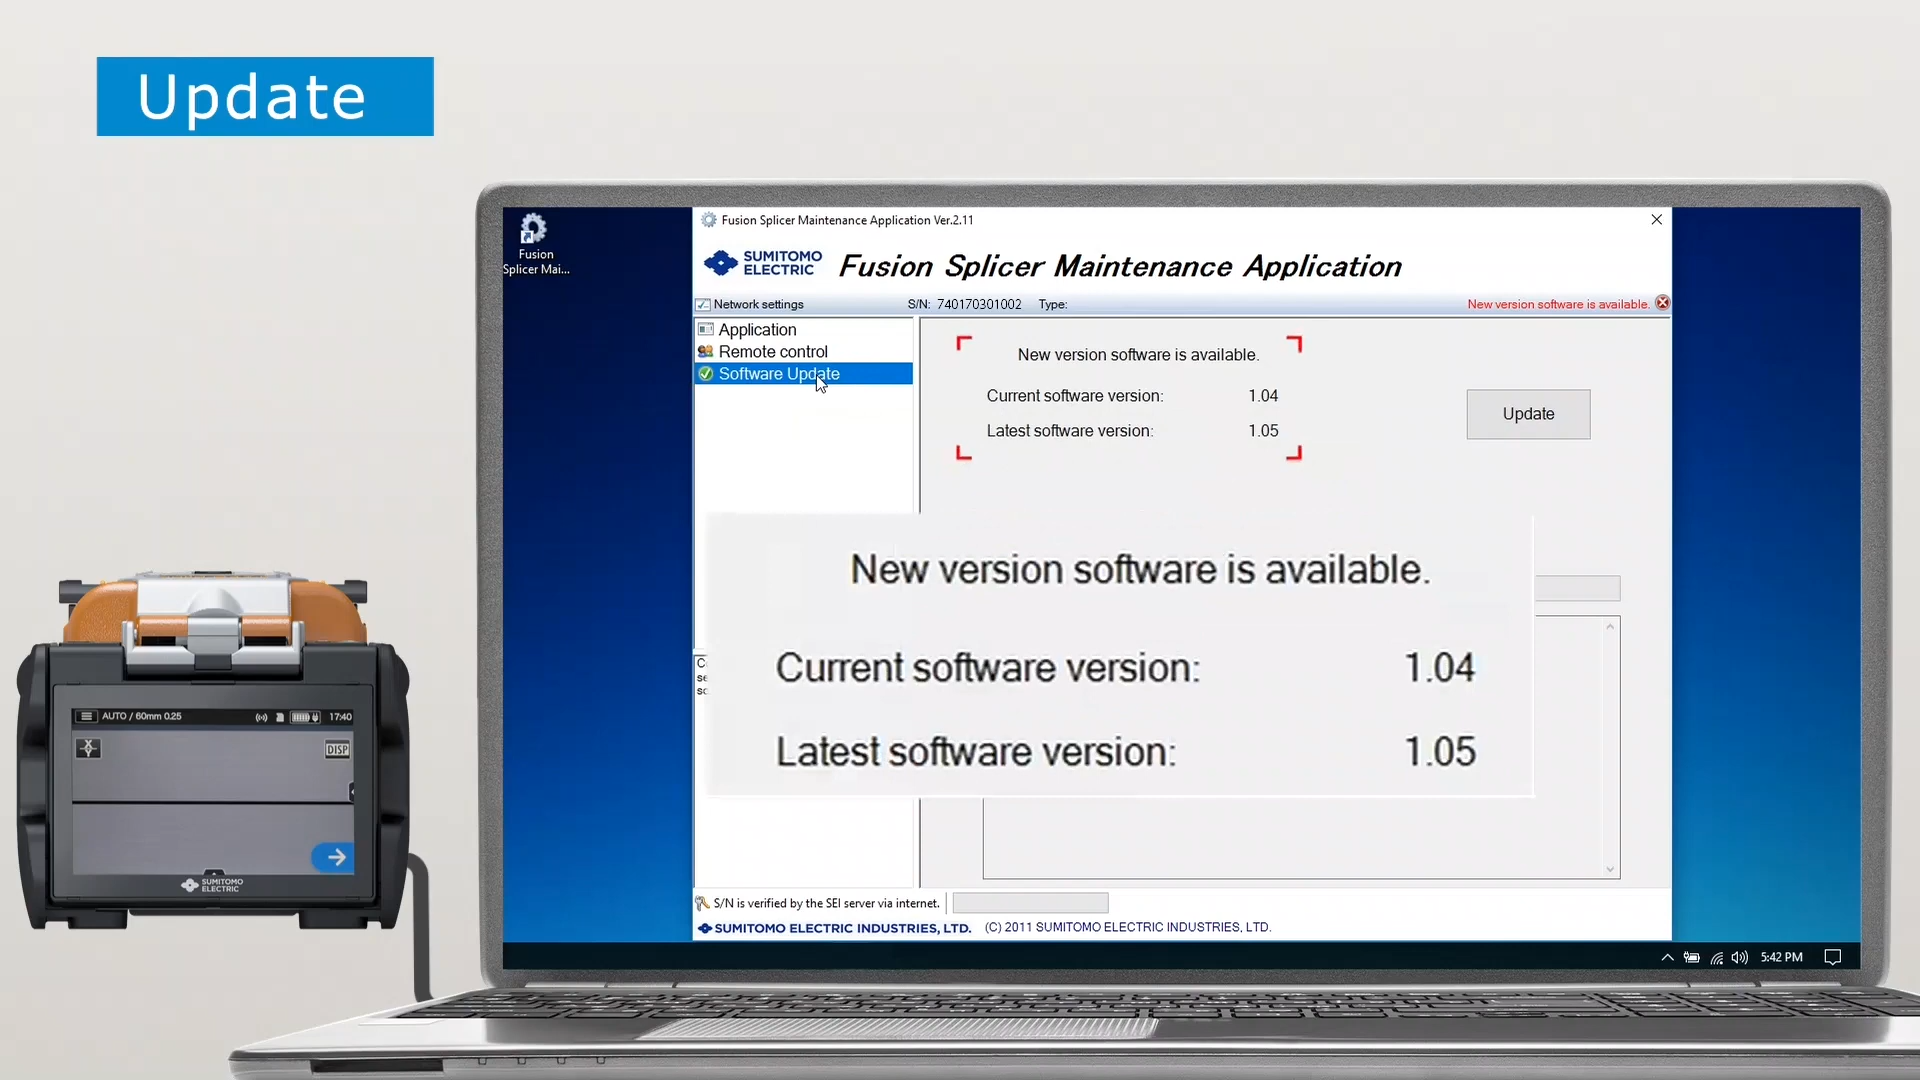 Update
Fusion
Splicer Mai...
Fusion Splicer Maintenance Application Ver.2.11
SUMITOMO
ELECTRIC
Fusion Splicer Maintenance Application
Network settings
S/N: 740170301002 Type:
New version software is available.
Application
Remote control
Software Update
New version software is available.
Current software version: 1.04
Latest software version: 1.05
Update
New version software is available.
Current software version: 1.04
Latest software version: 1.05
S/N is verified by the SEI server via internet.
SUMITOMO ELECTRIC INDUSTRIES, LTD.
(C) 2011 SUMITOMO ELECTRIC INDUSTRIES, LTD.
5:42 PM
AUTO / 60mm 0.25
17:40
DISP
SUMITOMO
ELECTRIC